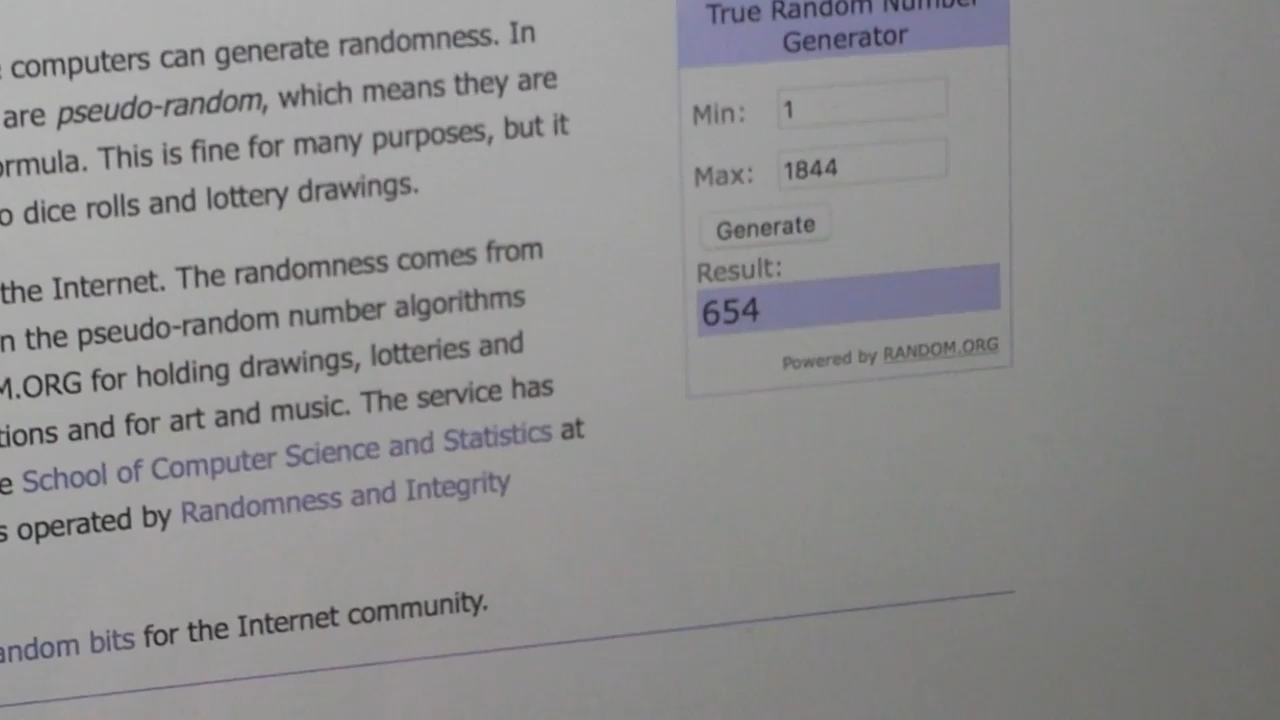 computers can generate randomness. In
are pseudo-random, which means they are
This is fine for many purposes, but it
dice rolls and lottery drawings.
the Internet. The randomness comes from
the pseudo-random number algorithms
M.ORG for holding drawings, lotteries and
tions and for art and music. The service has
School of Computer Science and Statistics at
operated by Randomness and Integrity
andom bits for the Internet community.
True Random Number
Generator
Min: 1
Max: 1844
Generate
Result:
654
Powered by RANDOM.ORG